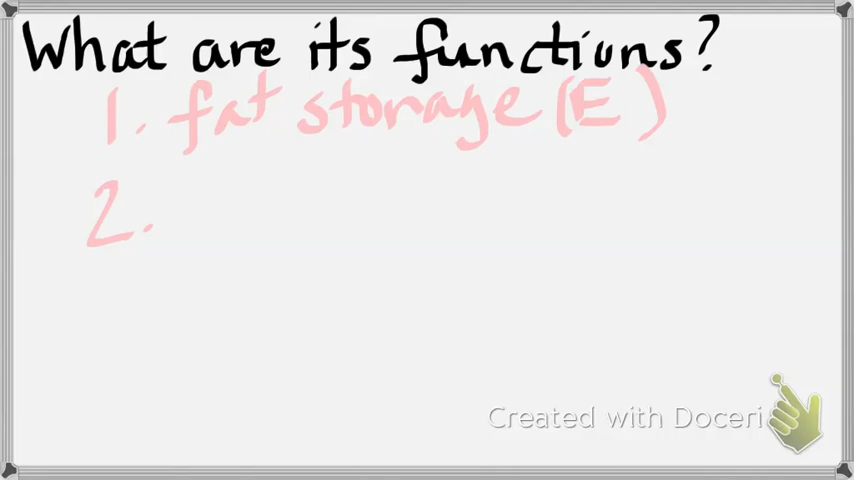 What are its functions?
1. fat storage (E)
2.
Created with Doceri